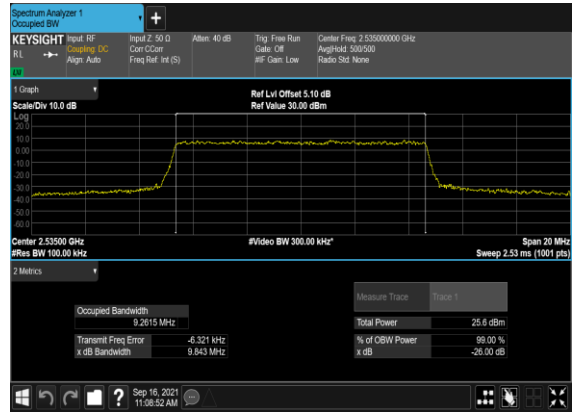 Spectrum Analyzer 1
Occupied BW
+
KEYSIGHT Input: RF Input Z: 50 Ω Atten: 40 dB Trig: Free Run Center Freq: 2.535000000 GHz
RL Coupling: DC Corr CCorr Gate: Off Avg|Hold: 500/500
Align: Auto Freq Ref: Int (S) #IF Gain: Low Radio Std: None
LW
1 Graph
Ref Lvl Offset 5.10 dB
Scale/Div 10.0 dB Ref Value 30.00 dBm
Log
20.0
10.0
0.00
-10.0
-20.0
-30.0
-40.0
-50.0
-60.0
Center 2.53500 GHz #Video BW 300.00 kHz* Span 20 MHz
#Res BW 100.00 kHz Sweep 2.53 ms (1001 pts)
2 Metrics
Measure Trace Trace 1
Occupied Bandwidth
9.2615 MHz Total Power 25.6 dBm
Transmit Freq Error -6.321 kHz % of OBW Power 99.00 %
x dB Bandwidth 9.843 MHz x dB -26.00 dB
? Sep 16, 2021
11:08:52 AM